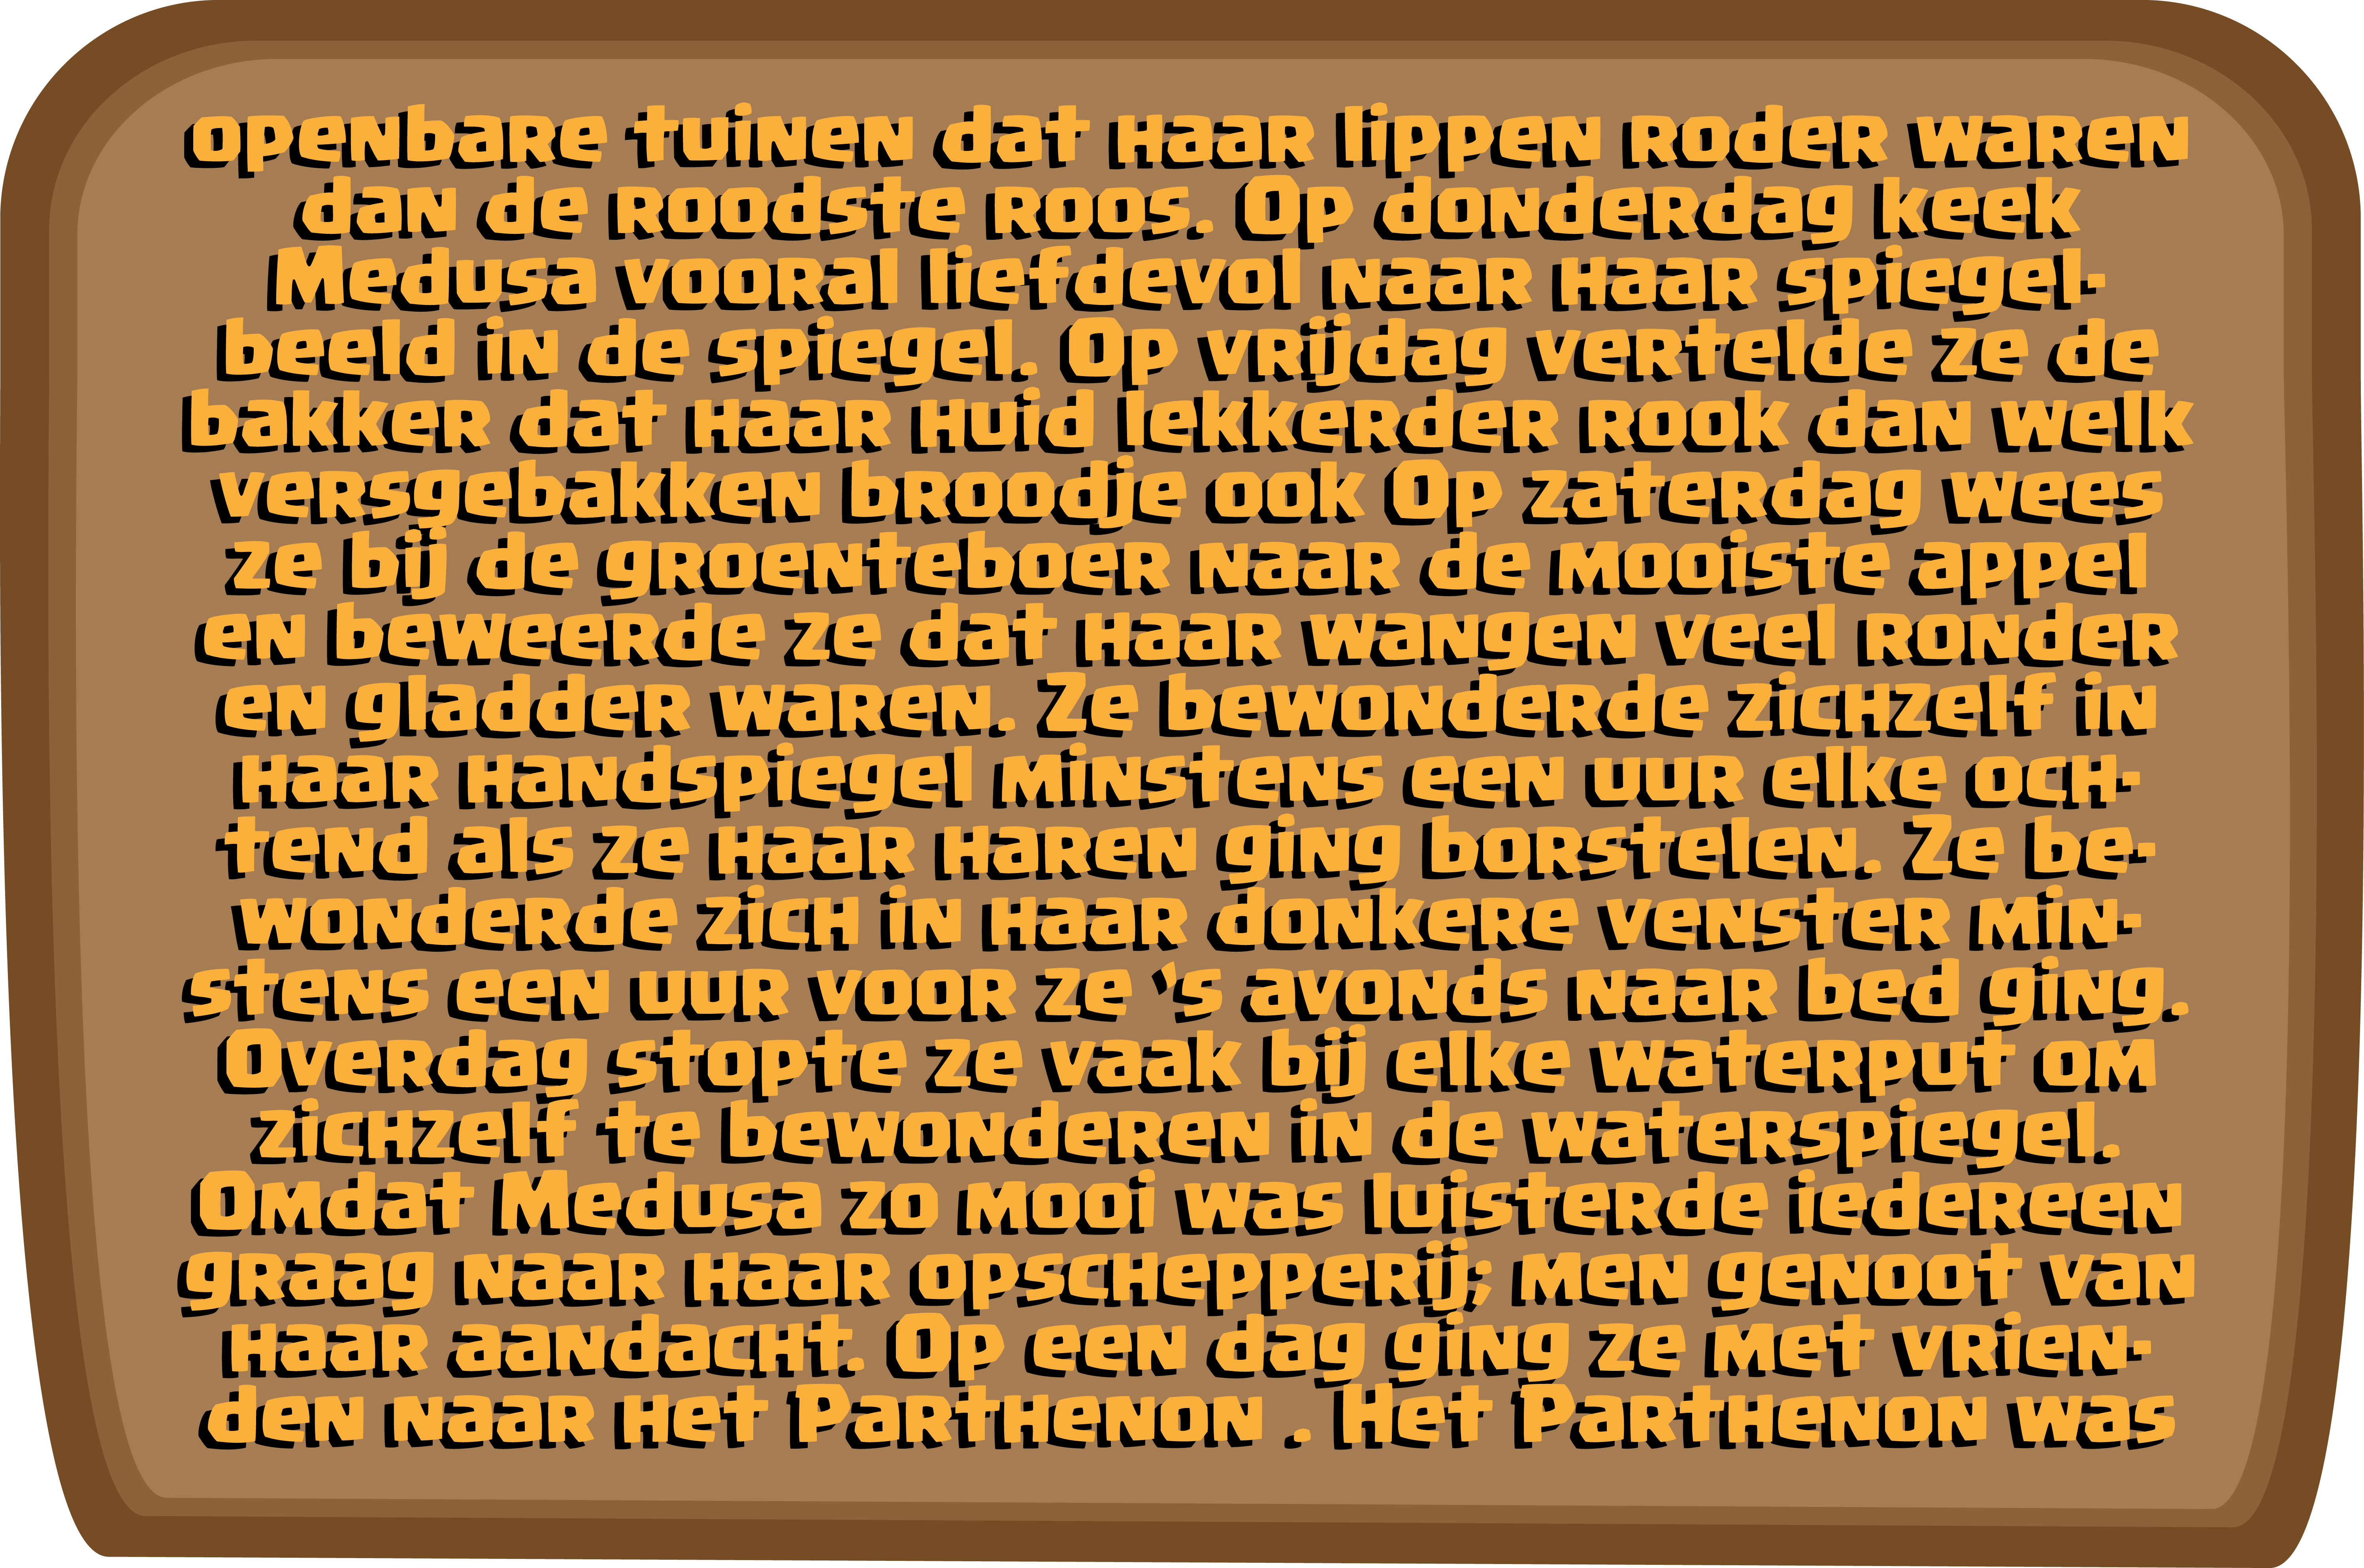 openbare tuinen dat haar lippen roder waren
dan de roodste roos. Op donderdag keek
Medusa vooral liefdevol naar haar spiegel-
beeld in de spiegel. Op vrijdag vertelde ze de
bakker dat haar huid lekkerder rook dan welk
versgebakken broodje ook Op zaterdag wees
ze bij de groenteboer naar de mooiste appel
en beweerde ze dat haar wangen veel ronder
en gladder waren. Ze bewonderde zichzelf in
haar handspiegel minstens een uur elke och-
tend als ze haar haren ging borstelen. Ze be-
wonderde zich in haar donkere venster min-
stens een uur voor ze 's avonds naar bed ging.
Overdag stopte ze vaak bij elke waterput om
zichzelf te bewonderen in de waterspiegel.
Omdat Medusa zo mooi was luisterde iedereen
graag naar haar opschepperij; men genoot van
haar aandacht. Op een dag ging ze met vrien-
den naar het Parthenon . Het Parthenon was